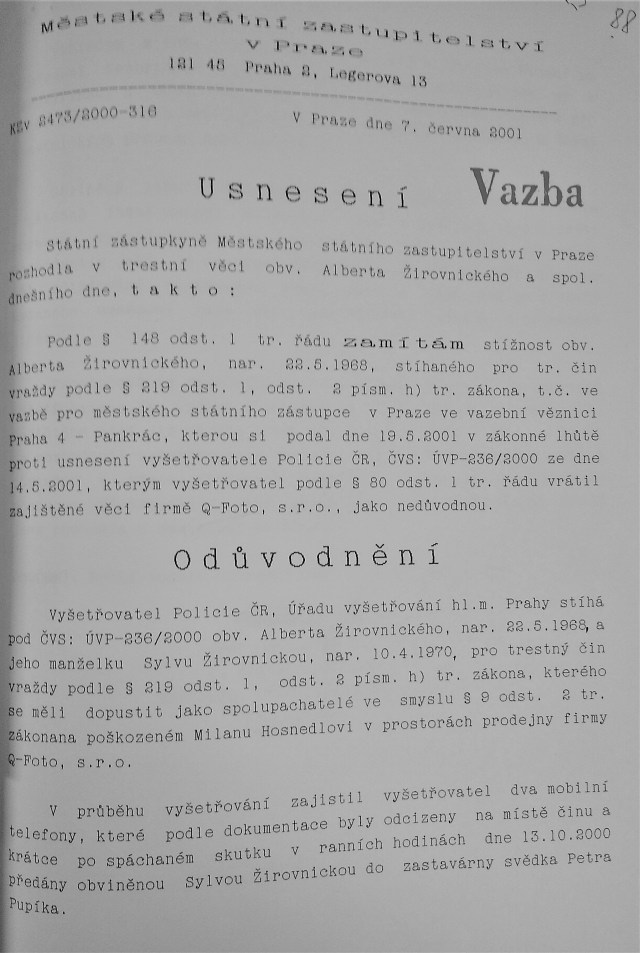 88
Městské státní zastupitelství
v Praze
121 48 Praha 2, Legerova 13
KZv 2473/2000-316
V Praze dne 7. června 2001
Usnesení Vazba
Státní zástupkyně Městského státního zastupitelství v Praze
rozhodla v trestní věci obv. Alberta Žirovnického a spol.
dnešního dne, takto:
Podle § 148 odst. 1 tr. řádu zamítám stížnost obv.
Alberta Žirovnického, nar. 22.5.1968, stíhaného pro tr. čin
vraždy podle § 219 odst. 1, odst. 2 písm. h) tr. zákona, t.č. ve
vazbě pro městského státního zástupce v Praze ve vazební věznici
Praha 4 - Pankrác, kterou si podal dne 19.5.2001 v zákonné lhůtě
proti usnesení vyšetřovatele Policie ČR, ČVS: ÚVP-236/2000 ze dne
14.5.2001, kterým vyšetřovatel podle § 80 odst. 1 tr. řádu vrátil
zajištěné věci firmě Q-Foto, s.r.o., jako nedůvodnou.
Odůvodnění
Vyšetřovatel Policie ČR, Úřadu vyšetřování hl.m. Prahy stíhá
pod ČVS: ÚVP-236/2000 obv. Alberta Žirovnického, nar. 22.5.1968, a
jeho manželku Sylvu Žirovnickou, nar. 10.4.1970, pro trestný čin
vraždy podle § 219 odst. 1, odst. 2 písm. h) tr. zákona, kterého
se měli dopustit jako spolupachatelé ve smyslu § 9 odst. 2 tr.
zákonana poškozeném Milanu Hosnedlovi v prostorách prodejny firmy
Q-Foto, s.r.o.
V průběhu vyšetřování zajistil vyšetřovatel dva mobilní
telefony, které podle dokumentace byly odcizeny na místě činu a
krátce po spáchaném skutku v ranních hodinách dne 13.10.2000
předány obviněnou Sylvou Žirovnickou do zastavárny svědka Petra
Pupíka.